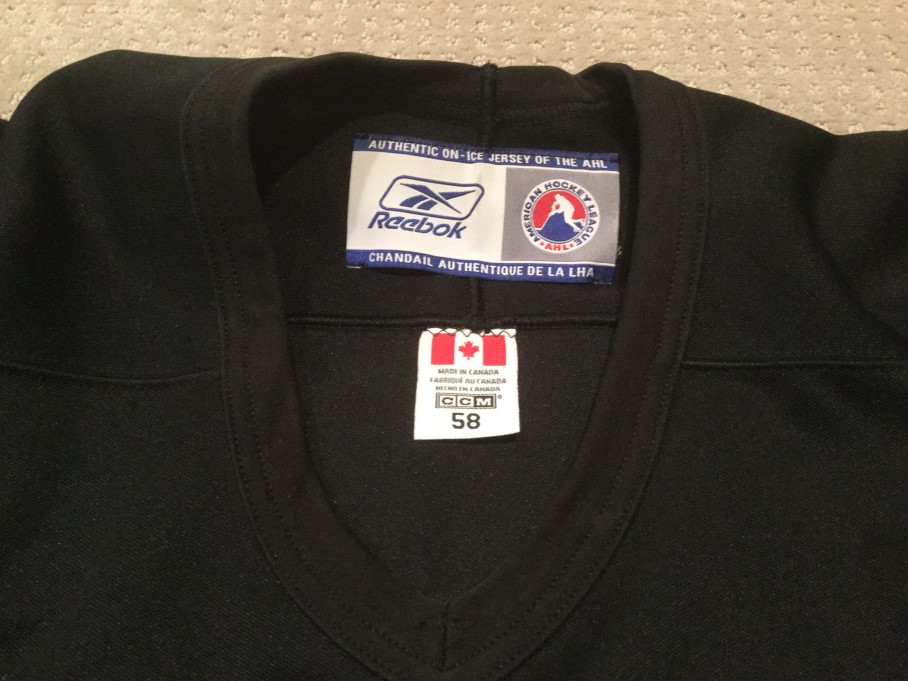 AUTHENTIC ON-ICE JERSEY OF THE AHL
Reebok
AMERICAN HOCKEY LEAGUE
AHL
CHANDAIL AUTHENTIQUE DE LA LHA
MADE IN CANADA
FABRIQUÉ AU CANADA
HECHO EN CANADA
CCM
58